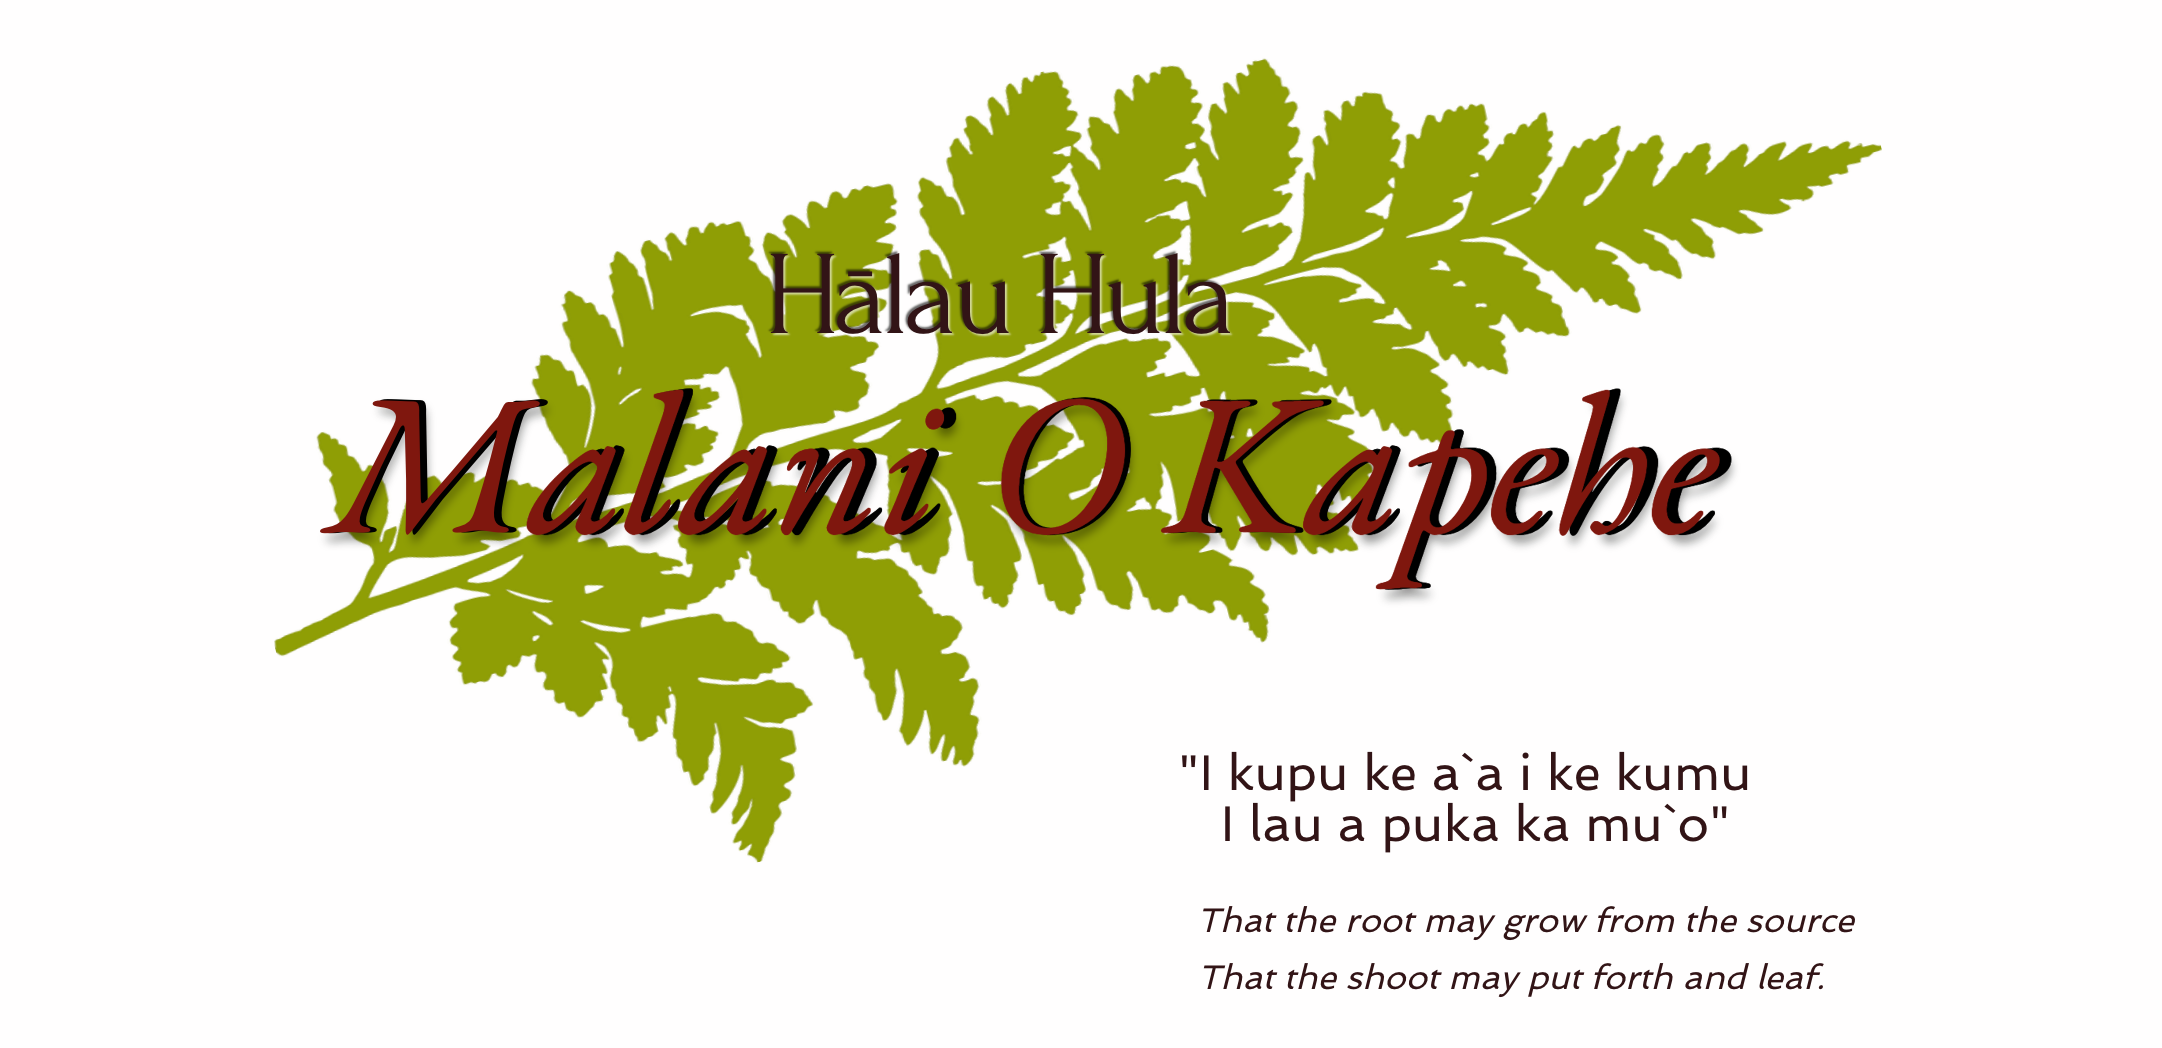 Hālau Hula
Malani O Kapehe
"I kupu ke a`a i ke kumu
I lau a puka ka mu`o"
That the root may grow from the source
That the shoot may put forth and leaf.